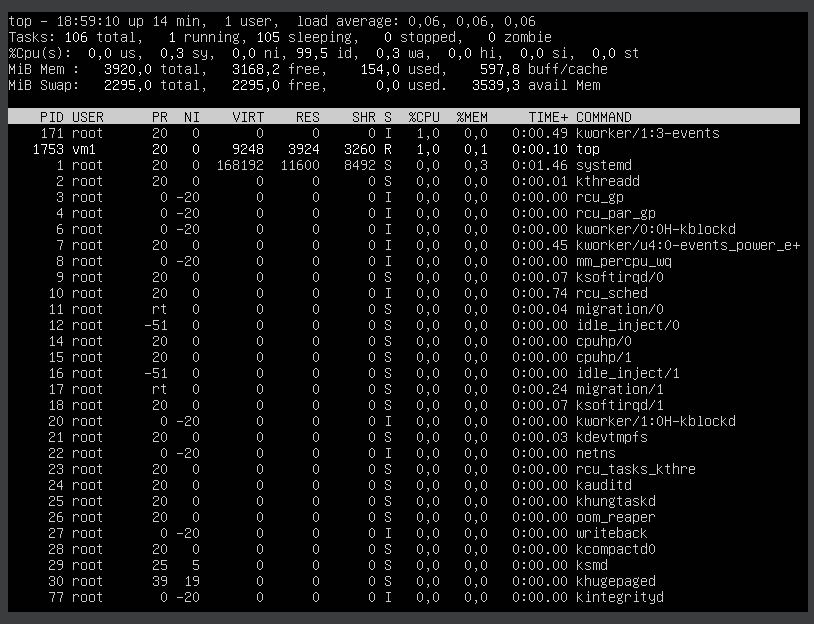 top - 18:59:10 up 14 min,  1 user,  load average: 0,06, 0,06, 0,06
Tasks: 106 total,   1 running, 105 sleeping,   0 stopped,   0 zombie
%Cpu(s):  0,0 us,  0,3 sy,  0,0 ni, 99,5 id,  0,3 wa,  0,0 hi,  0,0 si,  0,0 st
MiB Mem :   3920,0 total,   3168,2 free,    154,0 used,    597,8 buff/cache
MiB Swap:   2295,0 total,   2295,0 free,      0,0 used.   3539,3 avail Mem
PID USER      PR  NI    VIRT    RES    SHR S  %CPU  %MEM     TIME+ COMMAND
171 root      20   0       0      0      0 I   1,0   0,0   0:00.49 kworker/1:3-events
1753 vm1       20   0    9248   3924   3260 R   1,0   0,1   0:00.10 top
1 root      20   0  168192  11600   8492 S   0,0   0,3   0:01.46 systemd
2 root      20   0       0      0      0 S   0,0   0,0   0:00.01 kthreadd
3 root       0 -20       0      0      0 I   0,0   0,0   0:00.00 rcu_gp
4 root       0 -20       0      0      0 I   0,0   0,0   0:00.00 rcu_par_gp
6 root       0 -20       0      0      0 I   0,0   0,0   0:00.00 kworker/0:0H-kblockd
7 root      20   0       0      0      0 I   0,0   0,0   0:00.45 kworker/u4:0-events_power_e+
8 root       0 -20       0      0      0 I   0,0   0,0   0:00.00 mm_percpu_wq
9 root      20   0       0      0      0 S   0,0   0,0   0:00.07 ksoftirqd/0
10 root      20   0       0      0      0 I   0,0   0,0   0:00.74 rcu_sched
11 root      rt   0       0      0      0 S   0,0   0,0   0:00.04 migration/0
12 root     -51   0       0      0      0 S   0,0   0,0   0:00.00 idle_inject/0
14 root      20   0       0      0      0 S   0,0   0,0   0:00.00 cpuhp/0
15 root      20   0       0      0      0 S   0,0   0,0   0:00.00 cpuhp/1
16 root     -51   0       0      0      0 S   0,0   0,0   0:00.00 idle_inject/1
17 root      rt   0       0      0      0 S   0,0   0,0   0:00.24 migration/1
18 root      20   0       0      0      0 S   0,0   0,0   0:00.07 ksoftirqd/1
20 root       0 -20       0      0      0 I   0,0   0,0   0:00.00 kworker/1:0H-kblockd
21 root      20   0       0      0      0 S   0,0   0,0   0:00.03 kdevtmpfs
22 root       0 -20       0      0      0 I   0,0   0,0   0:00.00 netns
23 root      20   0       0      0      0 S   0,0   0,0   0:00.00 rcu_tasks_kthre
24 root      20   0       0      0      0 S   0,0   0,0   0:00.00 kauditd
25 root      20   0       0      0      0 S   0,0   0,0   0:00.00 khungtaskd
26 root      20   0       0      0      0 S   0,0   0,0   0:00.00 oom_reaper
27 root       0 -20       0      0      0 I   0,0   0,0   0:00.00 writeback
28 root      20   0       0      0      0 S   0,0   0,0   0:00.00 kcompactd0
29 root      25   5       0      0      0 S   0,0   0,0   0:00.00 ksmd
30 root      39  19       0      0      0 S   0,0   0,0   0:00.00 khugepaged
77 root       0 -20       0      0      0 I   0,0   0,0   0:00.00 kintegrityd